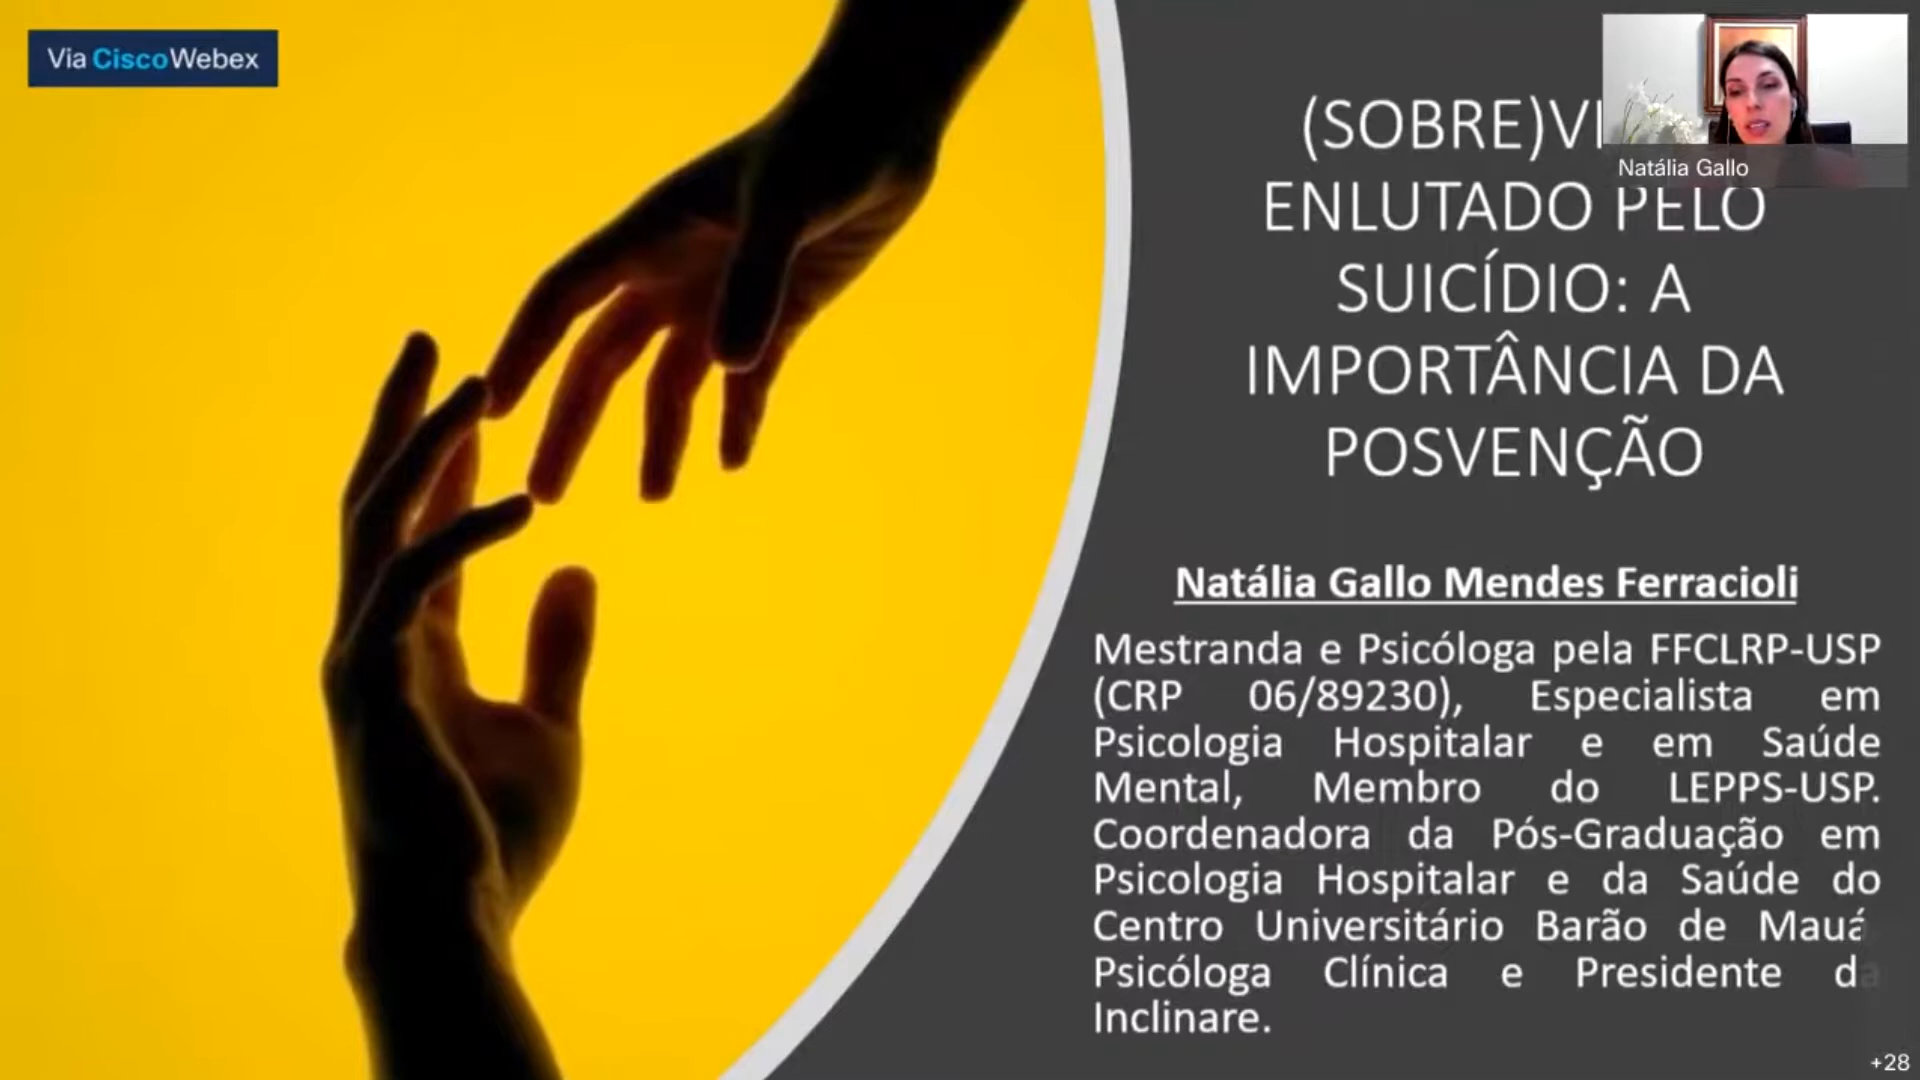 Via CiscoWebex
(SOBRE)VI
ENLUTADO PELO
SUICÍDIO: A
IMPORTÂNCIA DA
POSVENÇÃO
Natália Gallo
Natália Gallo Mendes Ferracioli
Mestranda e Psicóloga pela FFCLRP-USP
(CRP 06/89230), Especialista em
Psicologia Hospitalar e em Saúde
Mental, Membro do LEPPS-USP.
Coordenadora da Pós-Graduação em
Psicologia Hospitalar e da Saúde do
Centro Universitário Barão de Mauá
Psicóloga Clínica e Presidente da
Inclinare.
+28